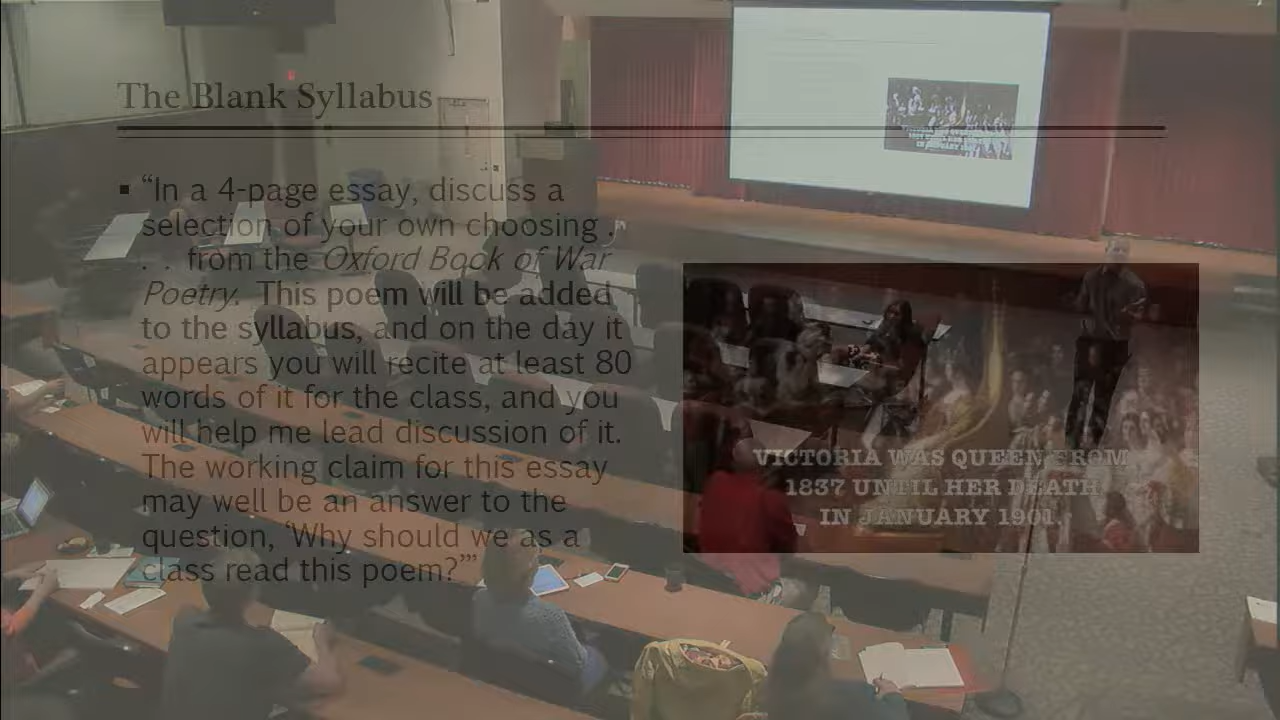 The Blank Syllabus
▪ “In a 4-page essay, discuss a
selection of your own choosing .
. . from the Oxford Book of War
Poetry. This poem will be added
to the syllabus, and on the day it
appears you will recite at least 80
words of it for the class, and you
will help me lead discussion of it.
The working claim for this essay
may well be an answer to the
question, ‘Why should we as a
class read this poem?’”
VICTORIA WAS QUEEN FROM
1837 UNTIL HER DEATH
IN JANUARY 1901.